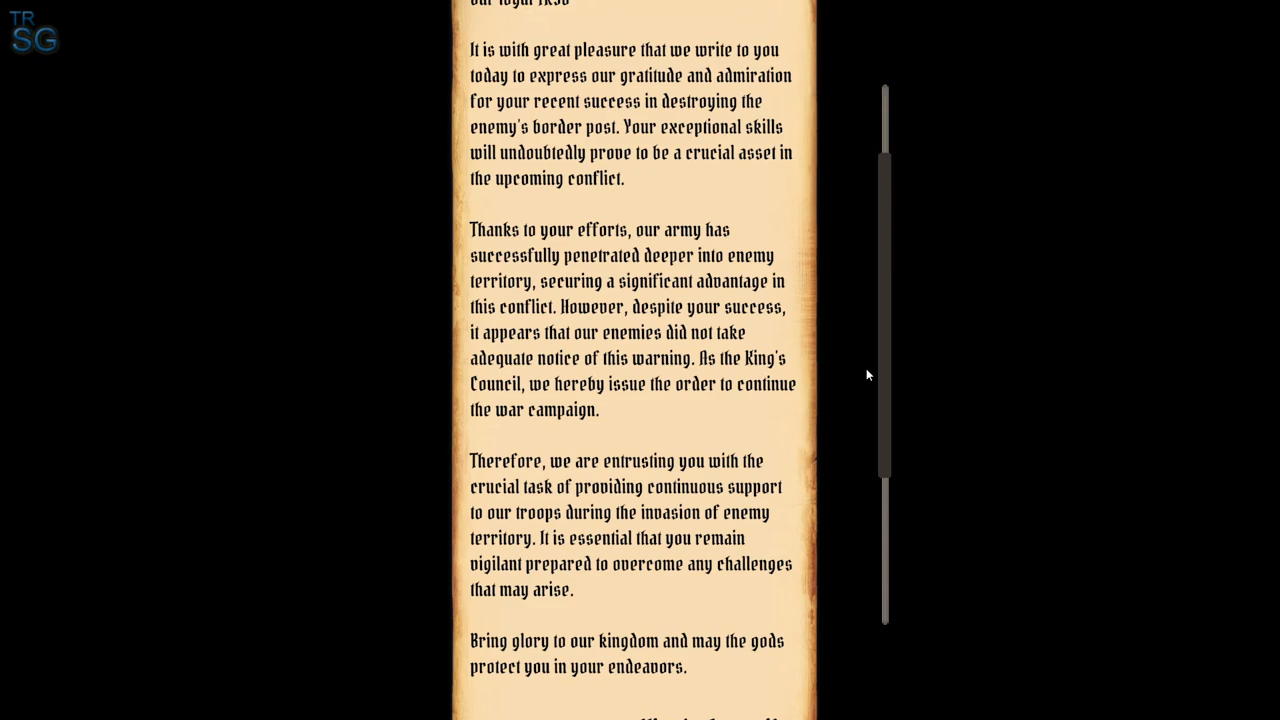 TR
SG
It is with great pleasure that we write to you
today to express our gratitude and admiration
for your recent success in destroying the
enemy's border post. Your exceptional skills
will undoubtedly prove to be a crucial asset in
the upcoming conflict.
Thanks to your efforts, our army has
successfully penetrated deeper into enemy
territory, securing a significant advantage in
this conflict. However, despite your success,
it appears that our enemies did not take
adequate notice of this warning. As the King's
Council, we hereby issue the order to continue
the war campaign.
Therefore, we are entrusting you with the
crucial task of providing continuous support
to our troops during the invasion of enemy
territory. It is essential that you remain
vigilant prepared to overcome any challenges
that may arise.
Bring glory to our kingdom and may the gods
protect you in your endeavors.